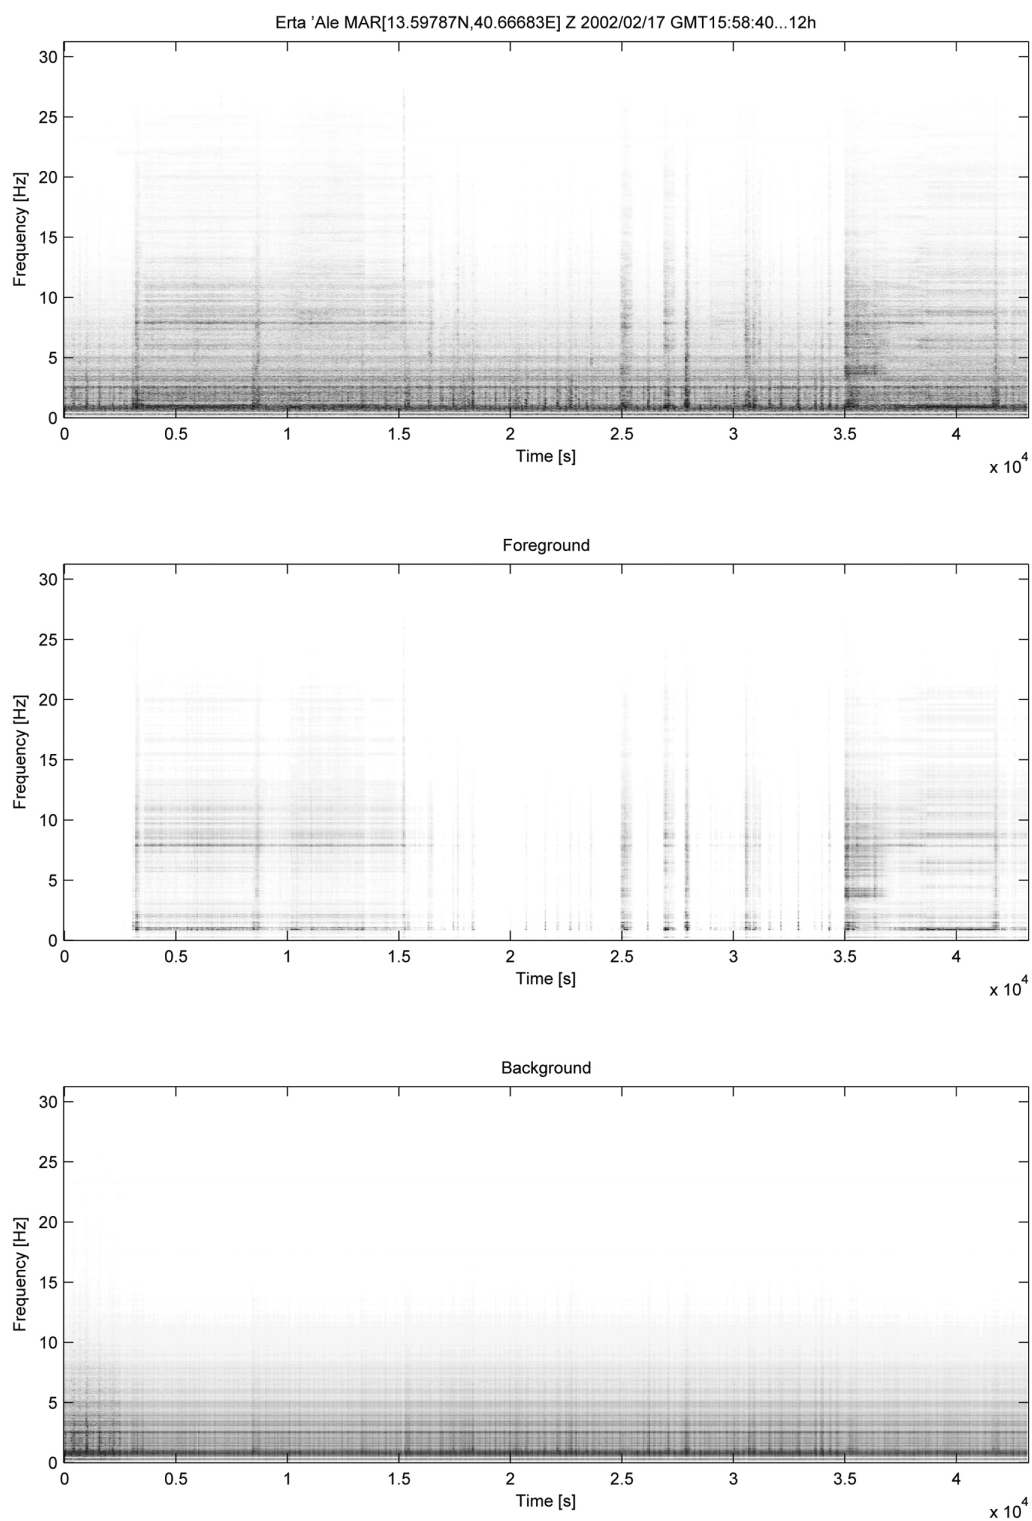 Erta 'Ale MAR[13.59787N,40.66683E] Z 2002/02/17 GMT15:58:40...12h
30
25
20
15
10
5
0
Frequency [Hz]
0 0.5 1 1.5 2 2.5 3 3.5 4
Time [s]
x 10^4
Foreground
30
25
20
15
10
5
0
Frequency [Hz]
0 0.5 1 1.5 2 2.5 3 3.5 4
Time [s]
x 10^4
Background
30
25
20
15
10
5
0
Frequency [Hz]
0 0.5 1 1.5 2 2.5 3 3.5 4
Time [s]
x 10^4